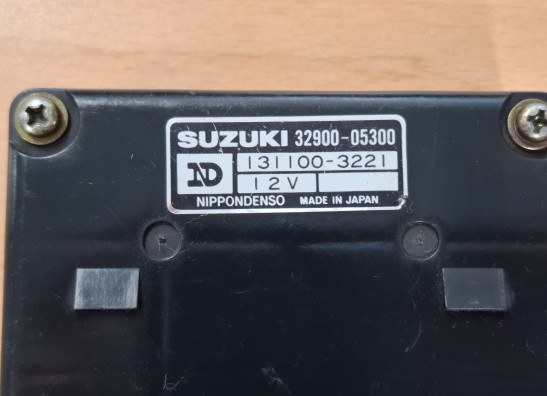 SUZUKI 32900-05300
ND 131100-3221
12V
NIPPONDENSO MADE IN JAPAN